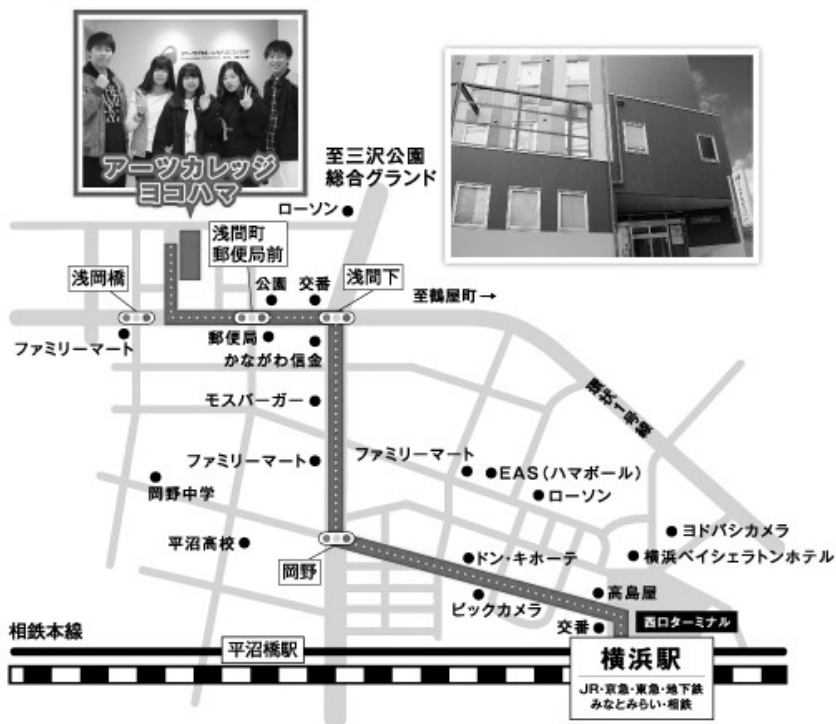 アーツカレッジ
ヨコハマ
至三沢公園
総合グランド
ローソン
浅間町
郵便局前
浅岡橋
公園
交番
浅間下
至鶴屋町→
ファミリーマート
郵便局
かながわ信金
環状1号線
モスバーガー
ファミリーマート
ファミリーマート
EAS(ハマボール)
ローソン
岡野中学
平沼高校
岡野
ドン・キホーテ
ヨドバシカメラ
横浜ベイシェラトンホテル
ビックカメラ
高島屋
交番
西口ターミナル
相鉄本線
平沼橋駅
横浜駅
JR・京急・東急・地下鉄
みなとみらい・相鉄